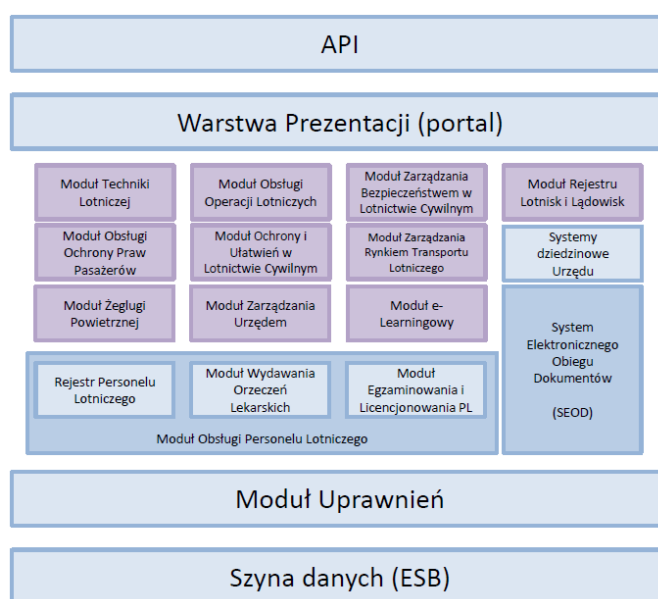 API
Warstwa Prezentacji (portal)
Moduł Techniki
Lotniczej
Moduł Obsługi
Operacji Lotniczych
Moduł Zarządzania
Bezpieczeństwem w
Lotnictwie Cywilnym
Moduł Rejestru
Lotnisk i Lądowisk
Moduł Obsługi
Ochrony Praw
Pasażerów
Moduł Ochrony i
Ułatwień w
Lotnictwie Cywilnym
Moduł Zarządzania
Rynkiem Transportu
Lotniczego
Systemy
dziedzinowe
Urzędu
Moduł Żeglugi
Powietrznej
Moduł Zarządzania
Urzędem
Moduł e-
Learningowy
System
Elektronicznego
Obiegu
Dokumentów
(SEOD)
Rejestr Personelu
Lotniczego
Moduł Wydawania
Orzeczeń
Lekarskich
Moduł
Egzaminowania i
Licencjonowania PL
Moduł Obsługi Personelu Lotniczego
Moduł Uprawnień
Szyna danych (ESB)